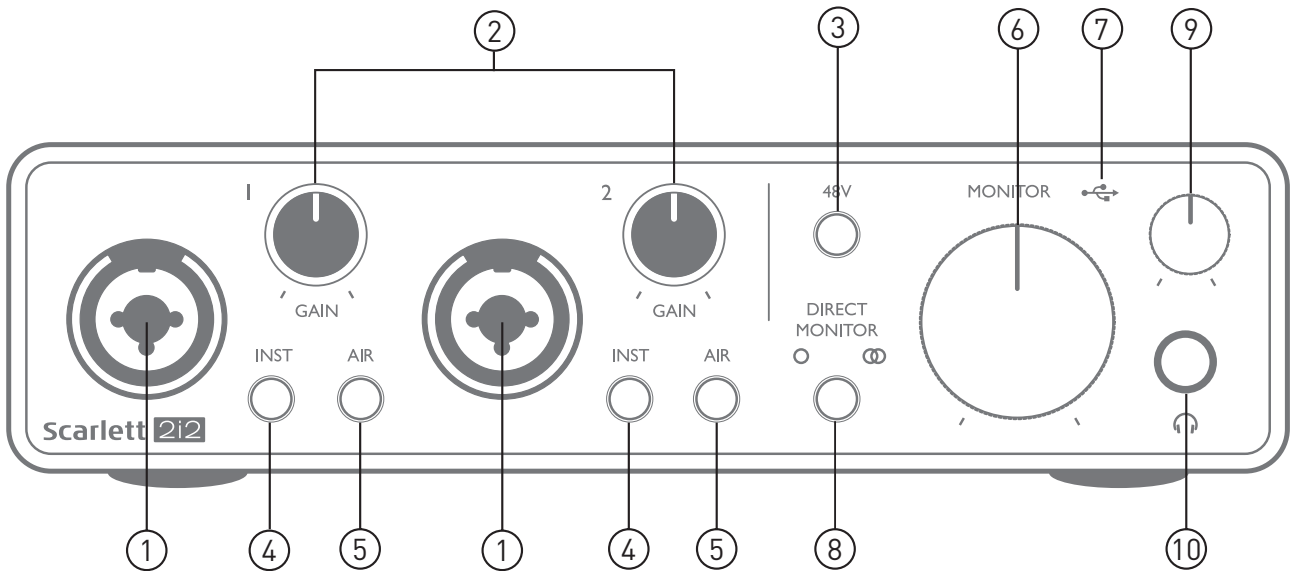 2
3
6
7
9
1
2
48V
MONITOR
GAIN
GAIN
DIRECT
MONITOR
INST
AIR
INST
AIR
Scarlett 2i2
1
4
5
1
4
5
8
10